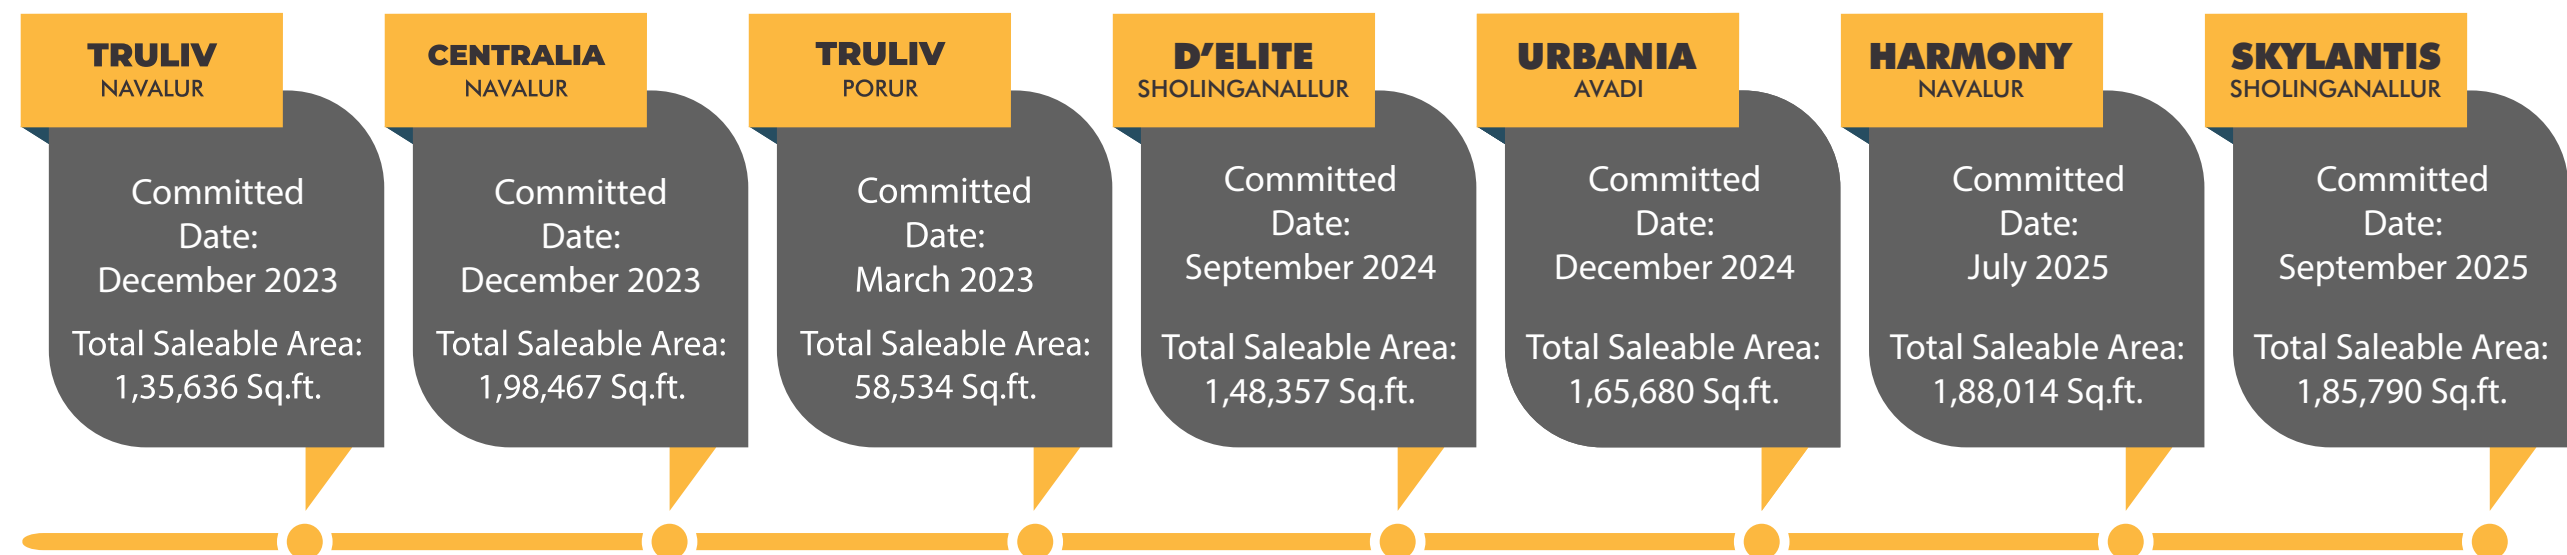 TRULIV
NAVALUR
Committed
Date:
December 2023
Total Saleable Area:
1,35,636 Sq.ft.
CENTRALIA
NAVALUR
Committed
Date:
December 2023
Total Saleable Area:
1,98,467 Sq.ft.
TRULIV
PORUR
Committed
Date:
March 2023
Total Saleable Area:
58,534 Sq.ft.
D’ELITE
SHOLINGANALLUR
Committed
Date:
September 2024
Total Saleable Area:
1,48,357 Sq.ft.
URBANIA
AVADI
Committed
Date:
December 2024
Total Saleable Area:
1,65,680 Sq.ft.
HARMONY
NAVALUR
Committed
Date:
July 2025
Total Saleable Area:
1,88,014 Sq.ft.
SKYLANTIS
SHOLINGANALLUR
Committed
Date:
September 2025
Total Saleable Area:
1,85,790 Sq.ft.